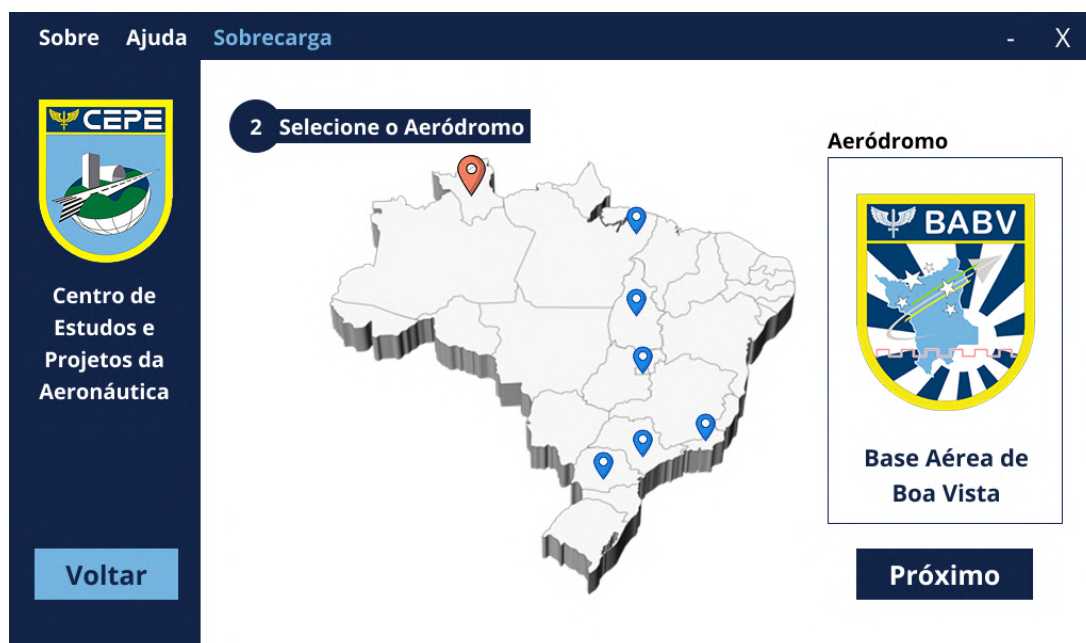 Sobre Ajuda Sobrecarga - X
CEPE
Centro de
Estudos e
Projetos da
Aeronáutica
Voltar
2 Selecione o Aeródromo
Aeródromo
BABV
Base Aérea de
Boa Vista
Próximo